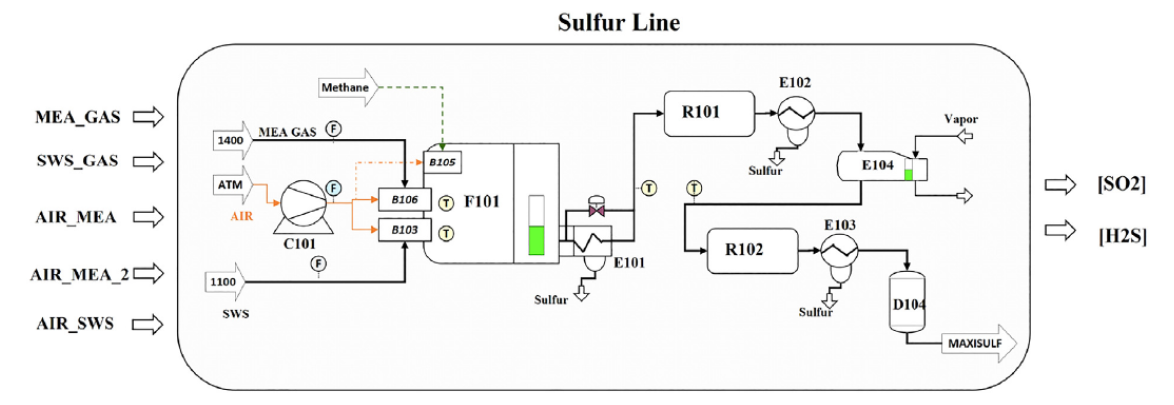 Sulfur Line
MEA_GAS
SWS_GAS
AIR_MEA
AIR_MEA_2
AIR_SWS
Methane
1400
MEA GAS
F
ATM
AIR
F
C101
F
1100
SWS
B105
B106
B103
T
T
F101
E101
Sulfur
T
R101
E102
Sulfur
E104
Vapor
T
R102
E103
Sulfur
D104
MAXISULF
[SO2]
[H2S]